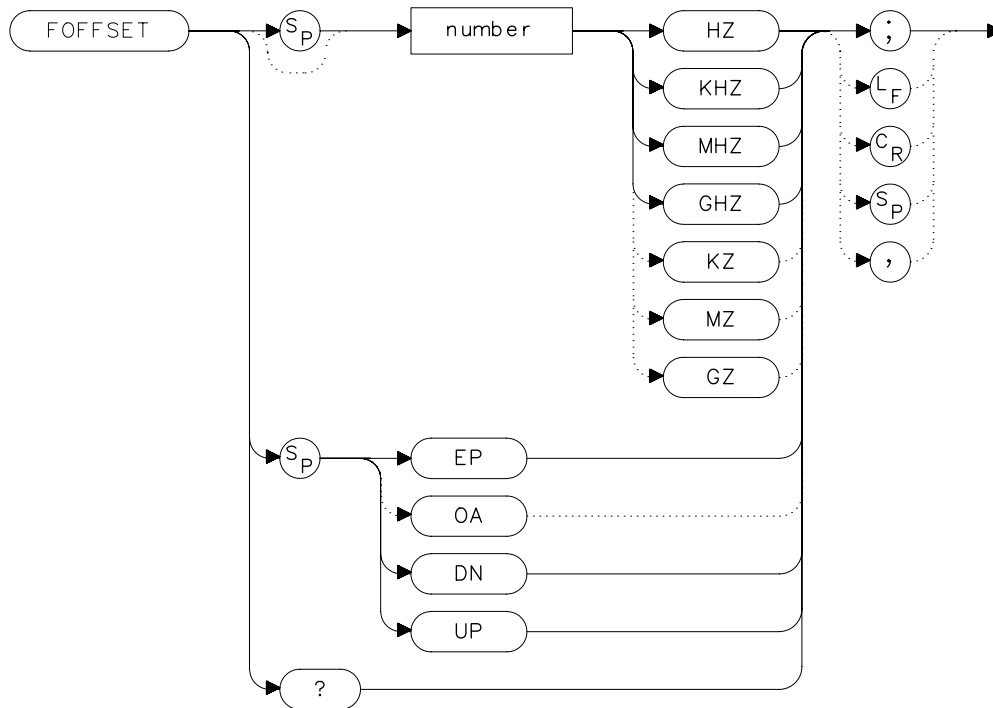 FOFFSET
SP
number
HZ
;
KHZ
LF
MHZ
CR
GHZ
SP
KZ
,
MZ
GZ
SP
EP
OA
DN
UP
?